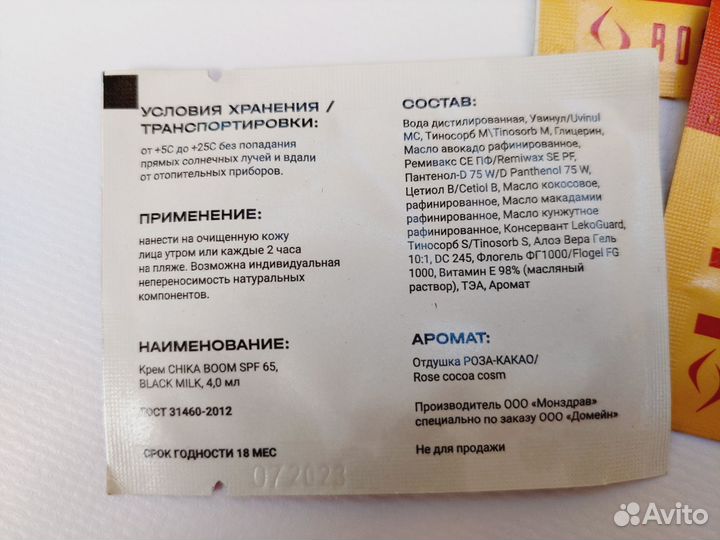 УСЛОВИЯ ХРАНЕНИЯ /
ТРАНСПОРТИРОВКИ:
от +5С до +25С без попадания
прямых солнечных лучей и вдали
от отопительных приборов.
ПРИМЕНЕНИЕ:
нанести на очищенную кожу
лица утром или каждые 2 часа
на пляже. Возможна индивидуальная
непереносимость натуральных
компонентов.
НАИМЕНОВАНИЕ:
Крем CHIKA BOOM SPF 65,
BLACK MILK, 4,0 мл
ГОСТ 31460-2012
СРОК ГОДНОСТИ 18 МЕС
072023
СОСТАВ:
Вода дистилированная, Увинул/Uvinul
MC, Тиносорб М\Tinosorb M, Глицерин,
Масло авокадо рафинированное,
Ремивакс СЕ ПФ/Remiwax SE PF,
Пантенол-D 75 W/D Panthenol 75 W,
Цетиол В/Cetiol B, Масло кокосовое,
рафинированное, Масло макадамии
рафинированное, Масло кунжутное
рафинированное, Консервант LekoGuard,
Тиносорб S/Tinosorb S, Алоэ Вера Гель
10:1, DC 245, Флогель ФГ1000/Flogel FG
1000, Витамин Е 98% (масляный
раствор), ТЭА, Аромат
АРОМАТ:
Отдушка РОЗА-КАКАО/
Rose cocoa cosm
Производитель ООО «Монздрав»
специально по заказу ООО «Домейн»
Не для продажи
BO
Avito